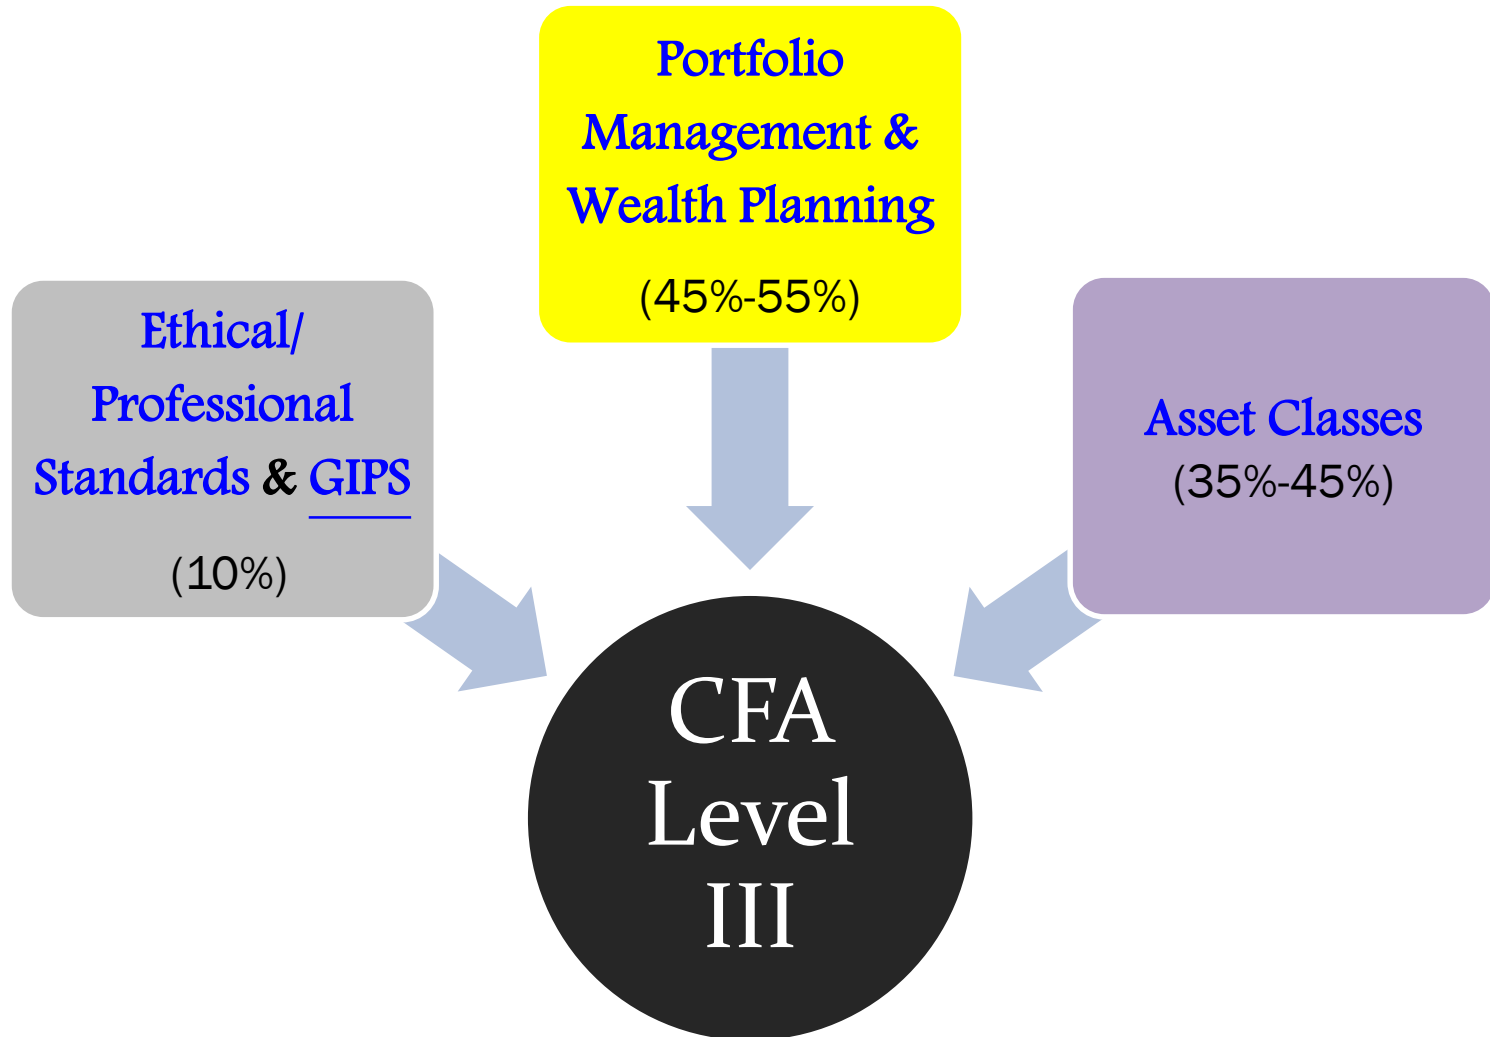 Portfolio
Management &
Wealth Planning
(45%-55%)
Ethical/
Professional
Standards & GIPS
(10%)
Asset Classes
(35%-45%)
CFA
Level
III